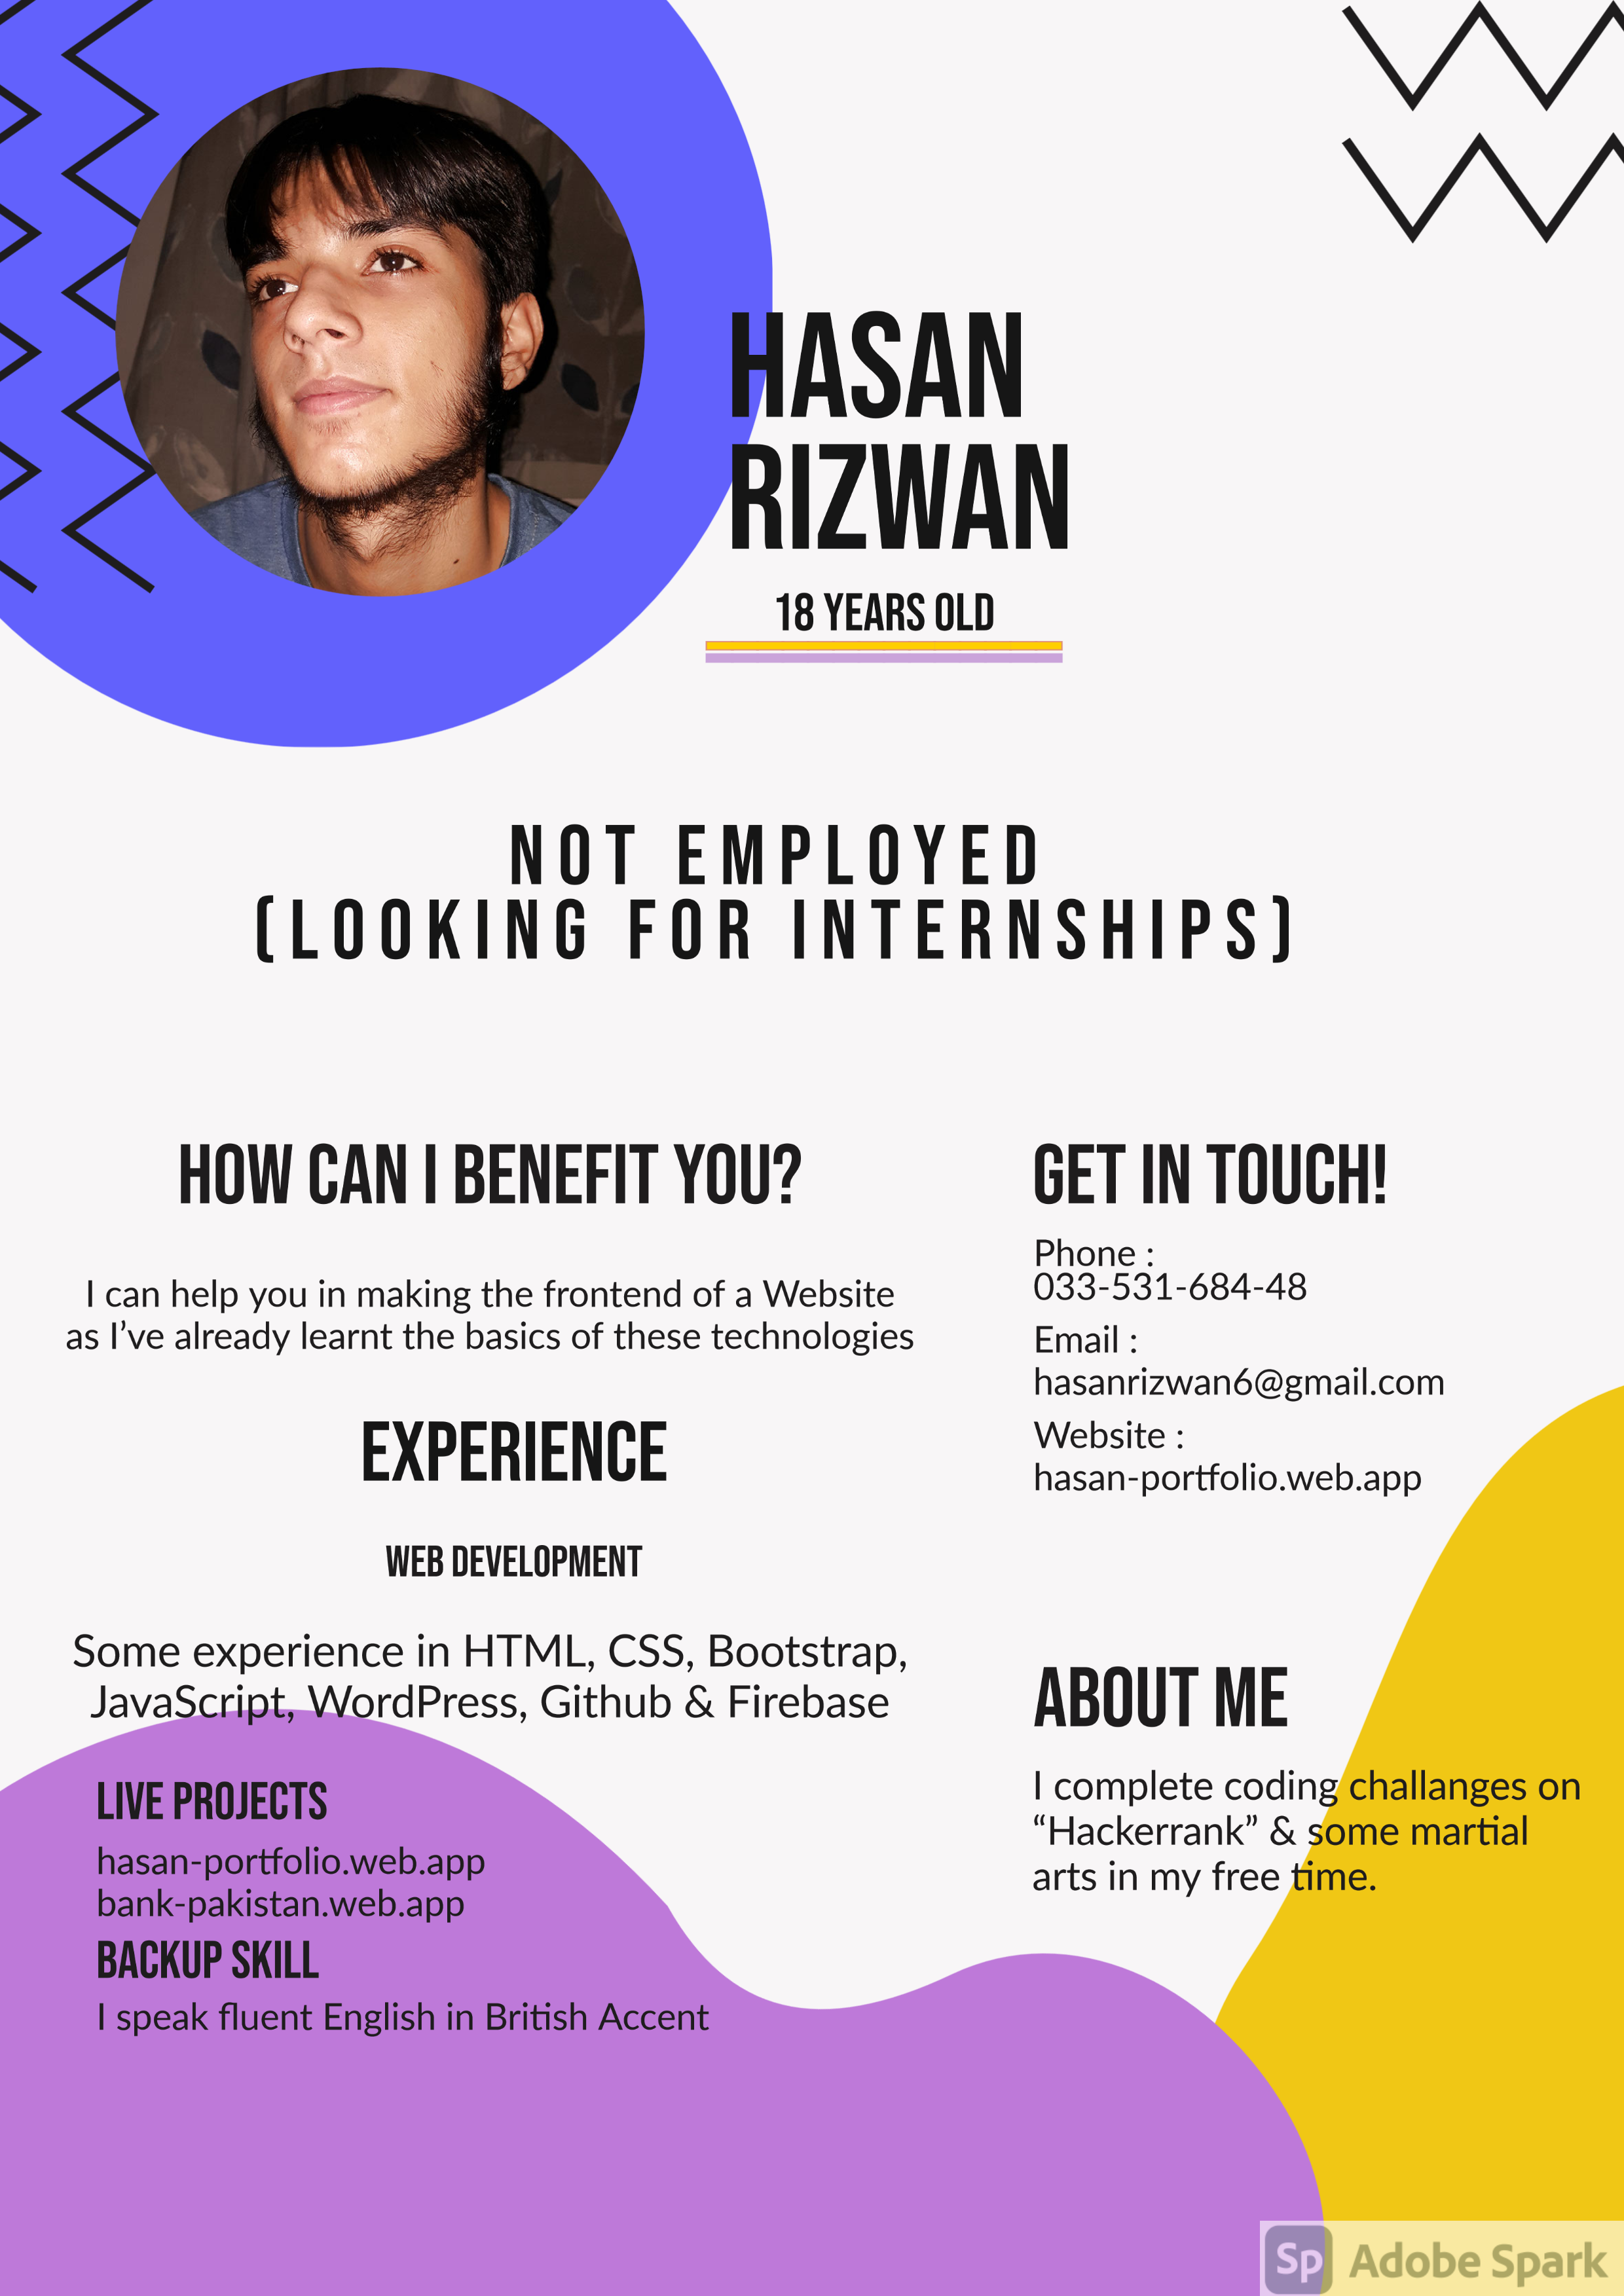 HASAN
RIZWAN
18 YEARS OLD
NOT EMPLOYED
(LOOKING FOR INTERNSHIPS)
HOW CAN I BENEFIT YOU?
I can help you in making the frontend of a Website
as I’ve already learnt the basics of these technologies
EXPERIENCE
WEB DEVELOPMENT
Some experience in HTML, CSS, Bootstrap,
JavaScript, WordPress, Github & Firebase
LIVE PROJECTS
hasan-portfolio.web.app
bank-pakistan.web.app
BACKUP SKILL
I speak fluent English in British Accent
GET IN TOUCH!
Phone :
033-531-684-48
Email :
hasanrizwan6@gmail.com
Website :
hasan-portfolio.web.app
ABOUT ME
I complete coding challanges on
“Hackerrank” & some martial
arts in my free time.
Sp Adobe Spark